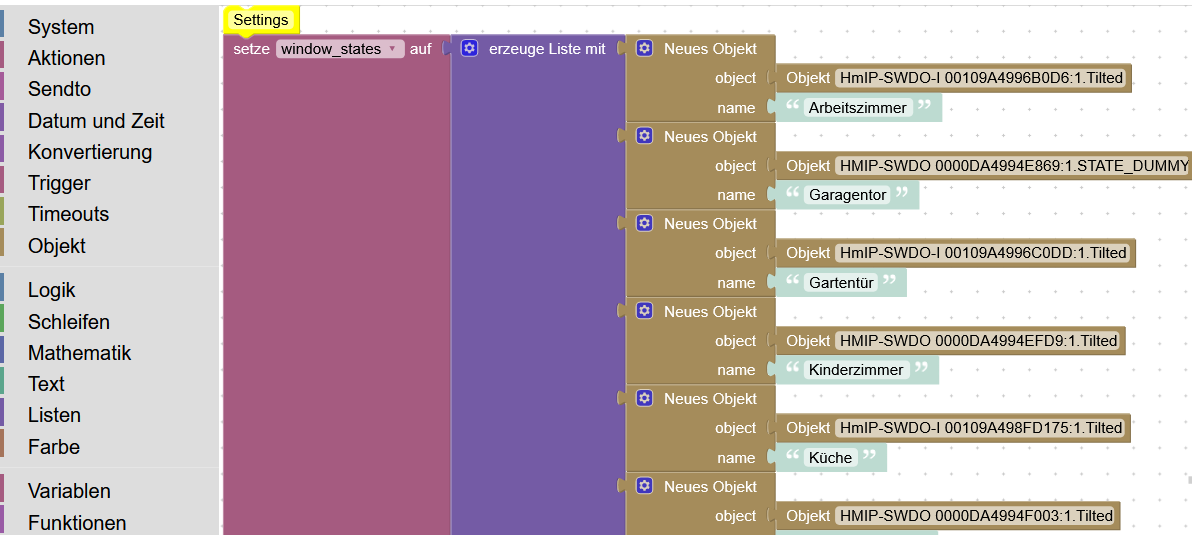 System
Aktionen
Sendto
Datum und Zeit
Konvertierung
Trigger
Timeouts
Objekt
Logik
Schleifen
Mathematik
Text
Listen
Farbe
Variablen
Funktionen
Settings
setze window_states ▾ auf erzeuge Liste mit Neues Objekt
object Objekt HmIP-SWDO-I 00109A4996B0D6:1.Tilted
name “ Arbeitszimmer ”
Neues Objekt
object Objekt HMIP-SWDO 0000DA4994E869:1.STATE_DUMMY
name “ Garagentor ”
Neues Objekt
object Objekt HmIP-SWDO-I 00109A4996C0DD:1.Tilted
name “ Gartentür ”
Neues Objekt
object Objekt HMIP-SWDO 0000DA4994EFD9:1.Tilted
name “ Kinderzimmer ”
Neues Objekt
object Objekt HmIP-SWDO-I 00109A498FD175:1.Tilted
name “ Küche ”
Neues Objekt
object Objekt HMIP-SWDO 0000DA4994F003:1.Tilted